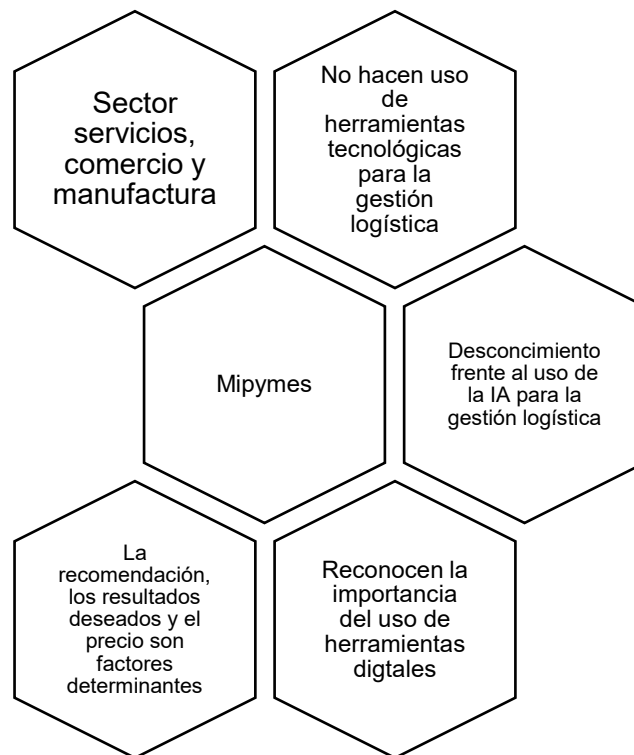 Sector
servicios,
comercio y
manufactura
No hacen uso
de
herramientas
tecnológicas
para la
gestión
logística
Mipymes
Desconcimiento
frente al uso de
la IA para la
gestión logística
La
recomendación,
los resultados
deseados y el
precio son
factores
determinantes
Reconocen la
importancia
del uso de
herramientas
digtales